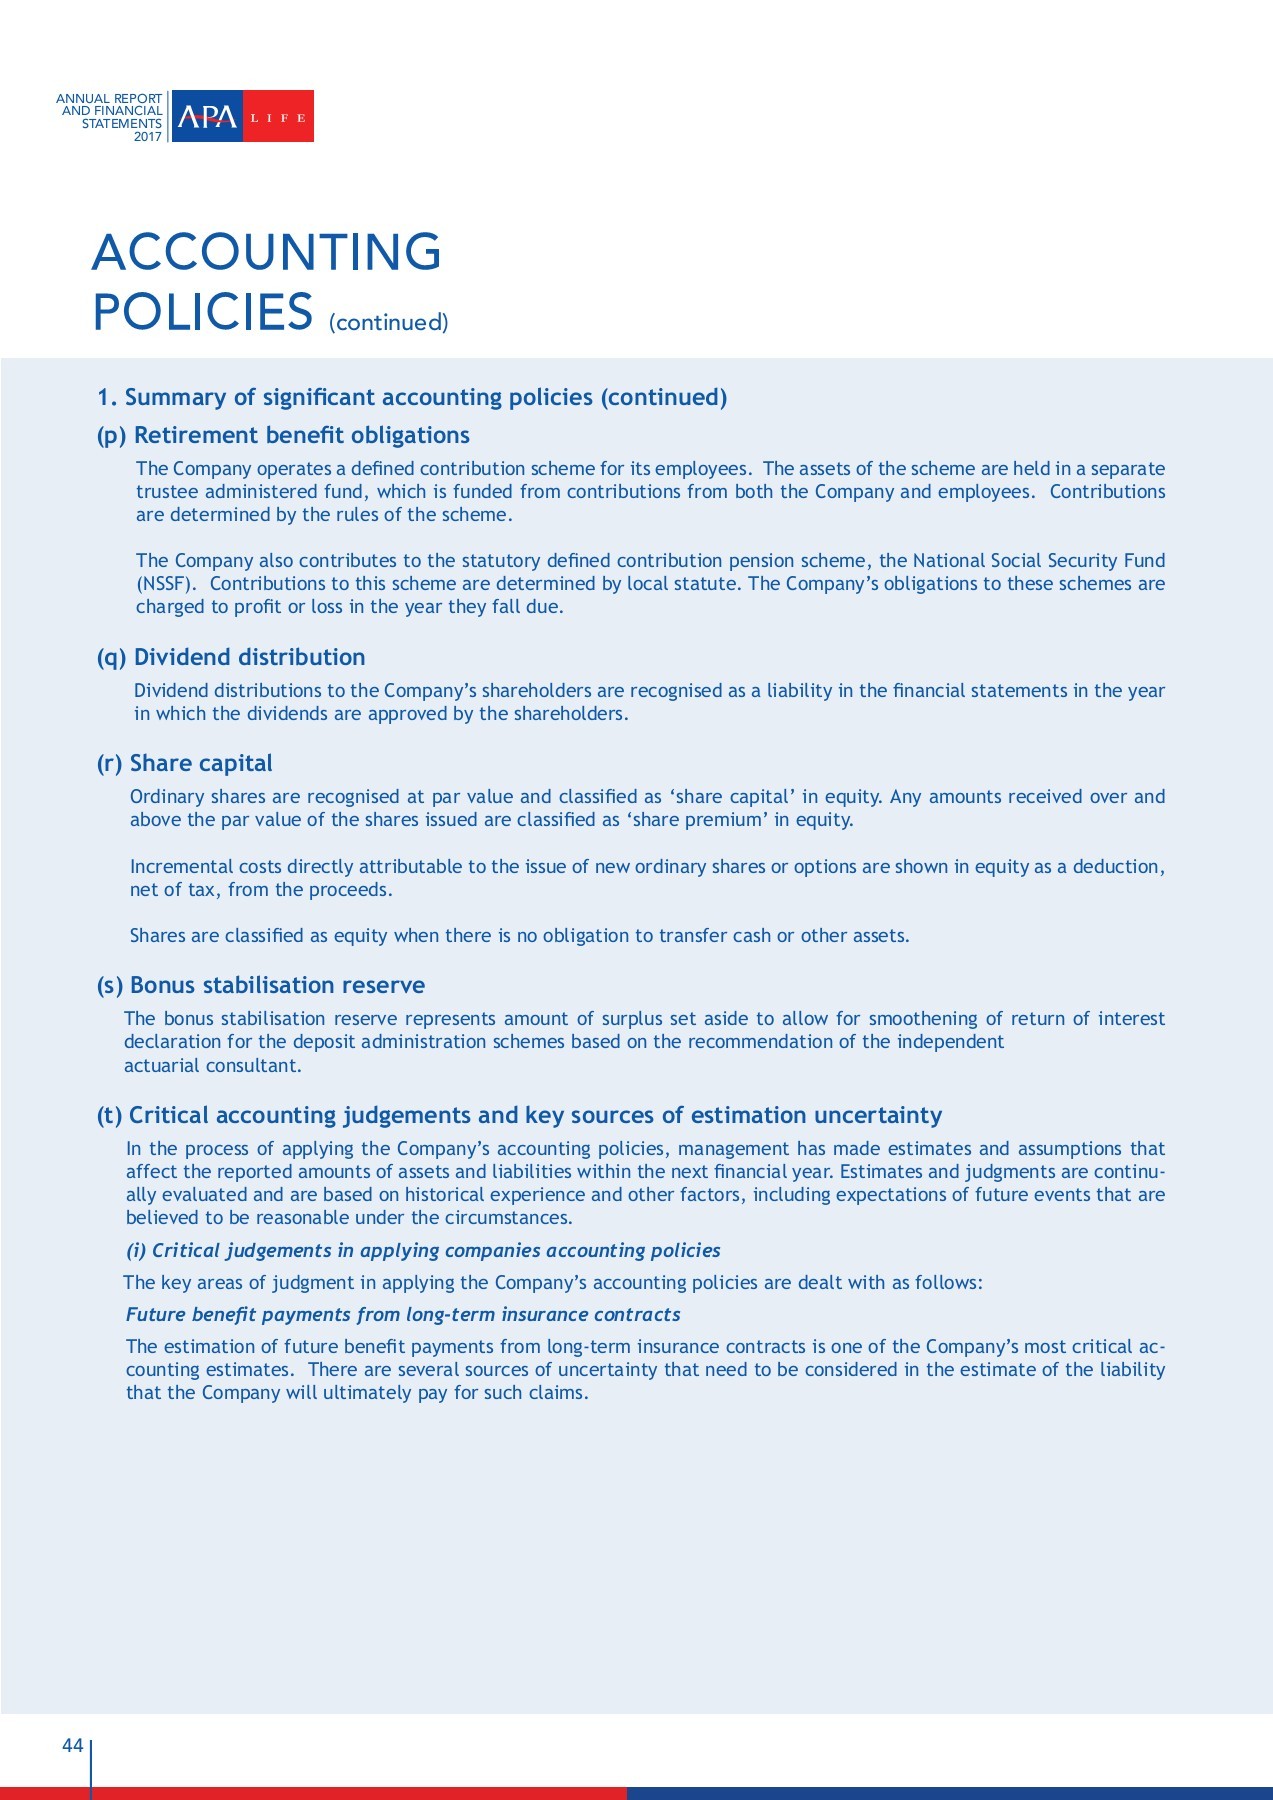 ANNUAL REPORT
AND FINANCIAL
STATEMENTS
2017
APA LIFE
ACCOUNTING
POLICIES (continued)
1. Summary of significant accounting policies (continued)
(p) Retirement benefit obligations
The Company operates a defined contribution scheme for its employees.  The assets of the scheme are held in a separate
trustee administered fund, which is funded from contributions from both the Company and employees.  Contributions
are determined by the rules of the scheme.
The Company also contributes to the statutory defined contribution pension scheme, the National Social Security Fund
(NSSF).  Contributions to this scheme are determined by local statute. The Company’s obligations to these schemes are
charged to profit or loss in the year they fall due.
(q) Dividend distribution
Dividend distributions to the Company’s shareholders are recognised as a liability in the financial statements in the year
in which the dividends are approved by the shareholders.
(r) Share capital
Ordinary shares are recognised at par value and classified as ‘share capital’ in equity. Any amounts received over and
above the par value of the shares issued are classified as ‘share premium’ in equity.
Incremental costs directly attributable to the issue of new ordinary shares or options are shown in equity as a deduction,
net of tax, from the proceeds.
Shares are classified as equity when there is no obligation to transfer cash or other assets.
(s) Bonus stabilisation reserve
The bonus stabilisation reserve represents amount of surplus set aside to allow for smoothening of return of interest
declaration for the deposit administration schemes based on the recommendation of the independent
actuarial consultant.
(t) Critical accounting judgements and key sources of estimation uncertainty
In the process of applying the Company’s accounting policies, management has made estimates and assumptions that
affect the reported amounts of assets and liabilities within the next financial year. Estimates and judgments are continu-
ally evaluated and are based on historical experience and other factors, including expectations of future events that are
believed to be reasonable under the circumstances.
(i) Critical judgements in applying companies accounting policies
The key areas of judgment in applying the Company’s accounting policies are dealt with as follows:
Future benefit payments from long-term insurance contracts
The estimation of future benefit payments from long-term insurance contracts is one of the Company’s most critical ac-
counting estimates.  There are several sources of uncertainty that need to be considered in the estimate of the liability
that the Company will ultimately pay for such claims.
44